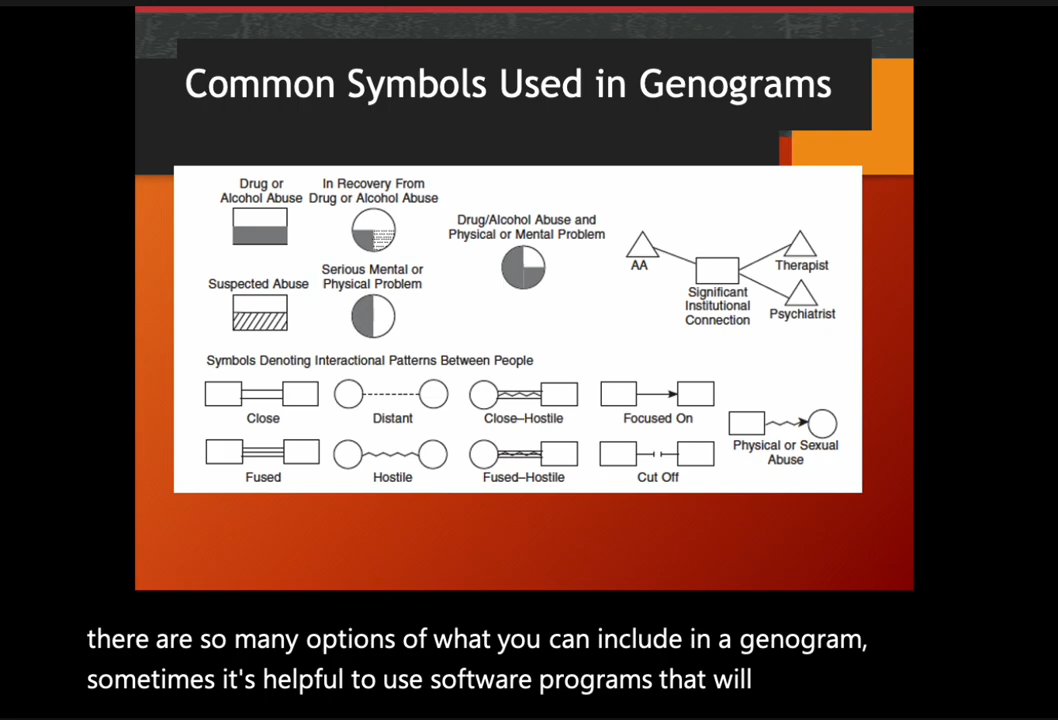 Common Symbols Used in Genograms
Drug or
Alcohol Abuse
In Recovery From
Drug or Alcohol Abuse
Drug/Alcohol Abuse and
Physical or Mental Problem
Suspected Abuse
Serious Mental or
Physical Problem
AA
Significant
Institutional
Connection
Therapist
Psychiatrist
Symbols Denoting Interactional Patterns Between People
Close
Distant
Close–Hostile
Focused On
Physical or Sexual
Abuse
Fused
Hostile
Fused–Hostile
Cut Off
there are so many options of what you can include in a genogram,
sometimes it's helpful to use software programs that will